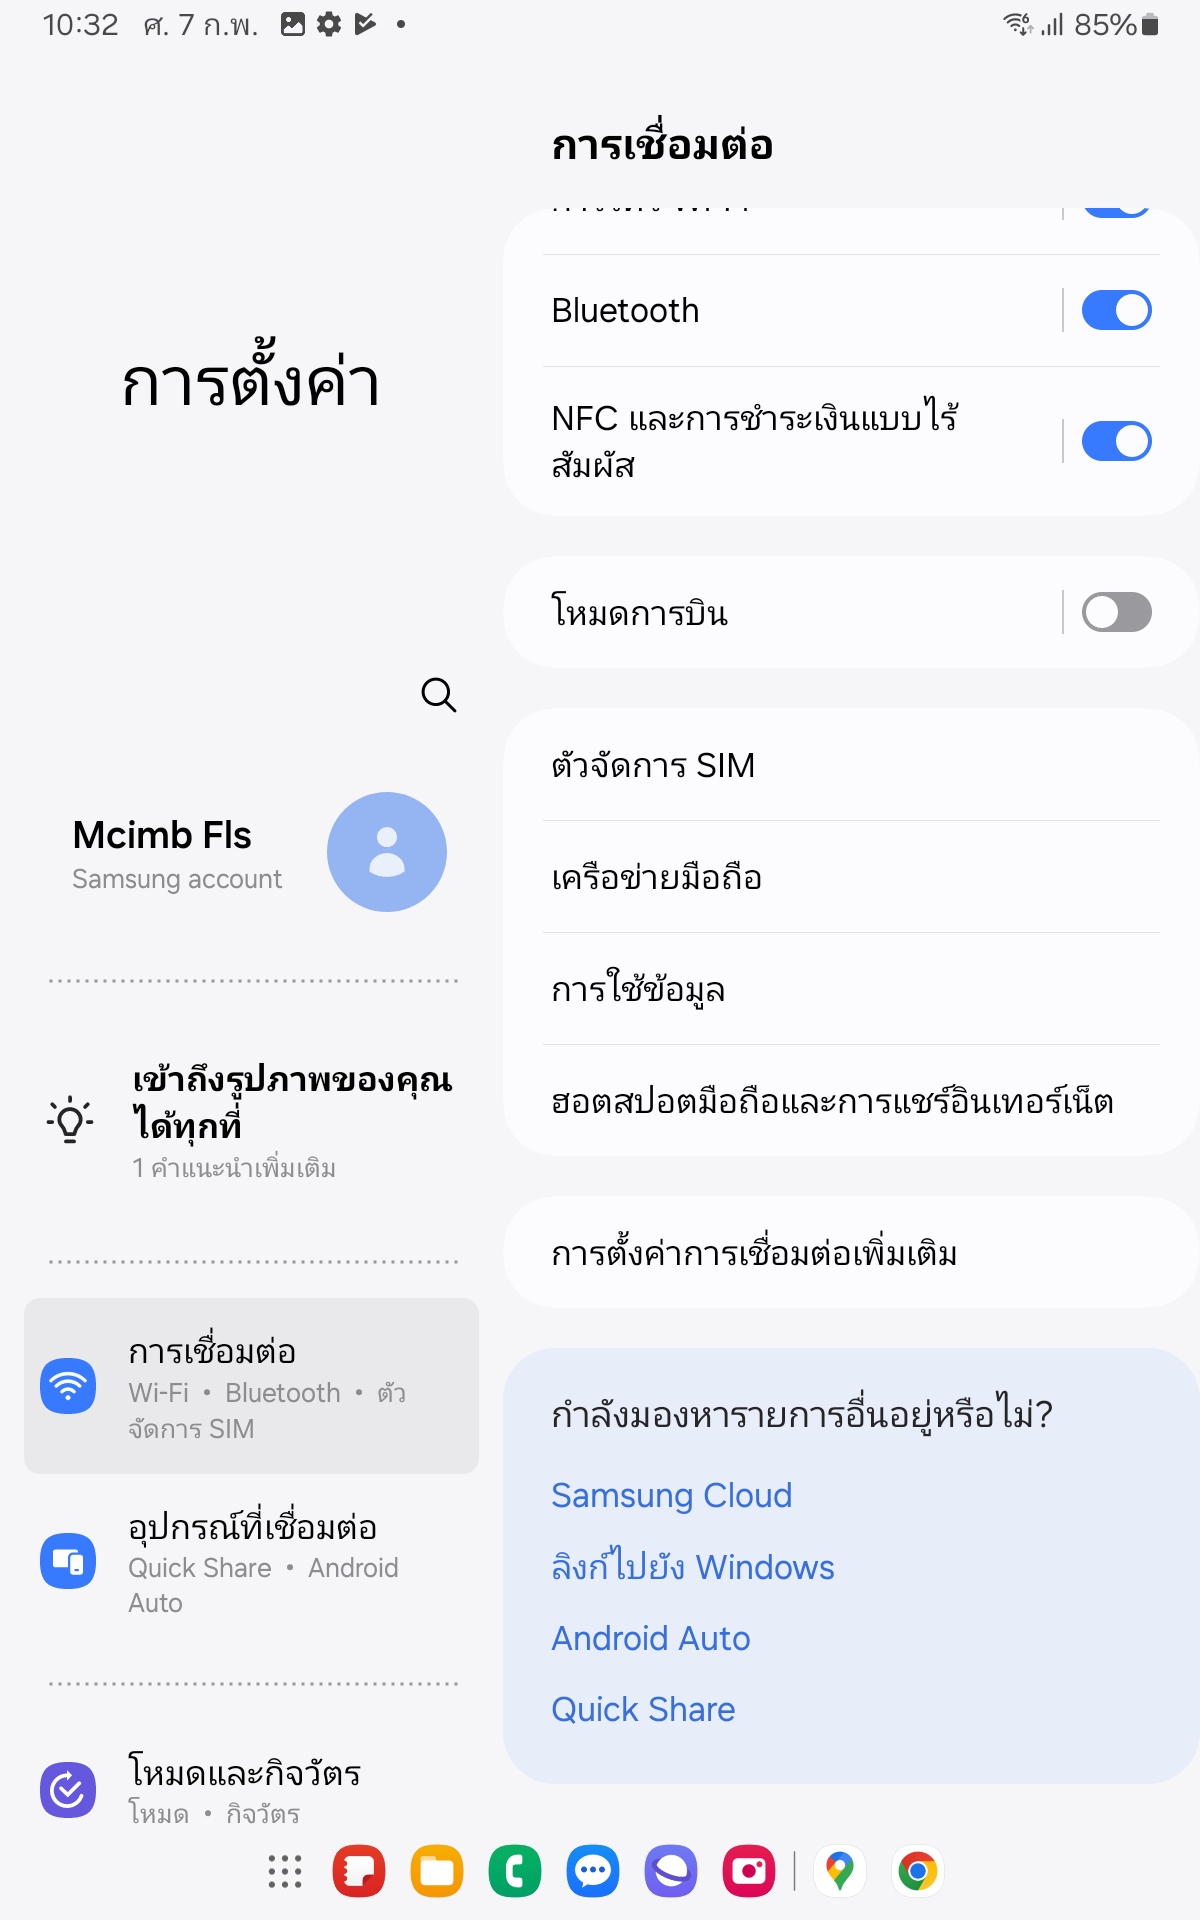 10:32 ศ. 7 ก.พ.
85%
การเชื่อมต่อ
Bluetooth
NFC และการชำระเงินแบบไร้
สัมผัส
การตั้งค่า
โหมดการบิน
ตัวจัดการ SIM
เครือข่ายมือถือ
การใช้ข้อมูล
ฮอตสปอตมือถือและการแชร์อินเทอร์เน็ต
การตั้งค่าการเชื่อมต่อเพิ่มเติม
กำลังมองหารายการอื่นอยู่หรือไม่?
Samsung Cloud
ลิงก์ไปยัง Windows
Android Auto
Quick Share
Mcimb Fls
Samsung account
เข้าถึงรูปภาพของคุณ
ได้ทุกที่
1 คำแนะนำเพิ่มเติม
การเชื่อมต่อ
Wi-Fi • Bluetooth • ตัว
จัดการ SIM
อุปกรณ์ที่เชื่อมต่อ
Quick Share • Android
Auto
โหมดและกิจวัตร
โหมด • กิจวัตร